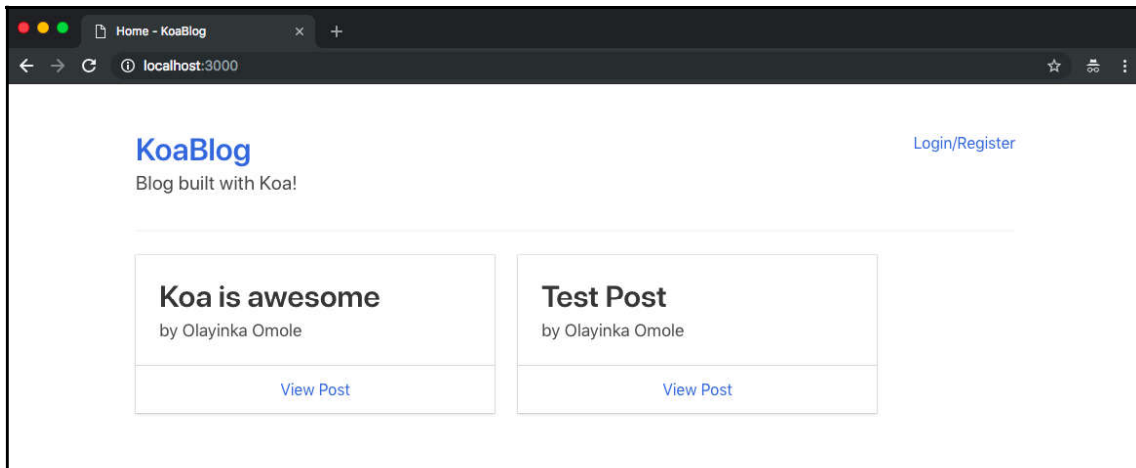 Home - KoaBlog
localhost:3000
KoaBlog
Login/Register
Blog built with Koa!
Koa is awesome
by Olayinka Omole
View Post
Test Post
by Olayinka Omole
View Post